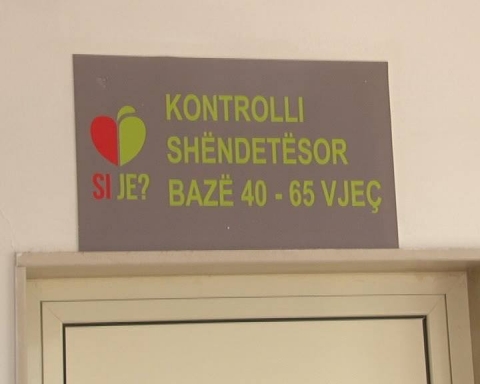 KONTROLLI
SHËNDETËSOR
BAZË 40 - 65 VJEÇ
SI JE?